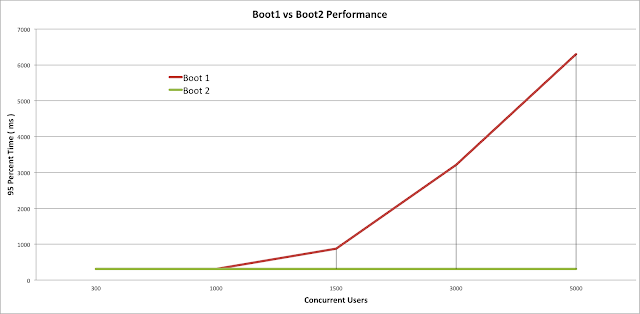 Boot1 vs Boot2 Performance
7000
6000
5000
4000
3000
2000
1000
0
95 Percent Time ( ms )
Boot 1
Boot 2
300 1000 1500 3000 5000
Concurrent Users